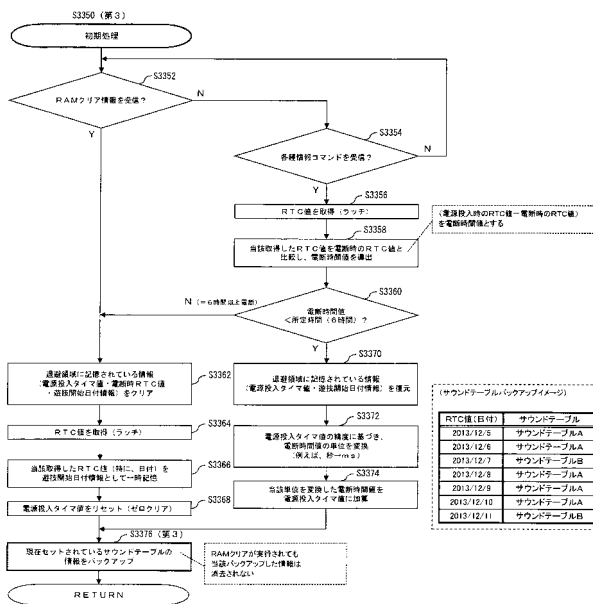 S3350（第３）
初期処理
S3352
ＲＡＭクリア情報を受信？
N
Y
S3354
各種情報コマンドを受信？
N
Y
S3356
ＲＴＣ値を取得（ラッチ）
S3358
当該取得したＲＴＣ値を電断時のＲＴＣ値と
比較し、電断時間値を導出
（電源投入時のRTC値－電断時のRTC値）
を電断時間値とする
S3360
電断時間値
＜所定時間（６時間）？
N（＝６時間以上電断）
Y
S3362
退避領域に記憶されている情報
（電源投入タイマ値・電断時ＲＴＣ値
・遊技開始日付情報）をクリア
S3364
ＲＴＣ値を取得（ラッチ）
S3366
当該取得したＲＴＣ値（特に、日付）を
遊技開始日付情報として一時記憶
S3368
電源投入タイマ値をリセット（ゼロクリア）
S3370
退避領域に記憶されている情報
（電源投入タイマ値・遊技開始日付情報）を復元
S3372
電源投入タイマ値の精度に基づき、
電断時間値の単位を変換
（例えば、秒→ｍｓ）
S3374
当該単位を変換した電断時間値を
電源投入タイマ値に加算
S3376（第３）
現在セットされているサウンドテーブルの
情報をバックアップ
RAMクリアが実行されても
当該バックアップした情報は
消去されない
ＲＥＴＵＲＮ
（サウンドテーブルバックアップイメージ）
RTC値（日付） サウンドテーブル
2013/12/5 サウンドテーブルA
2013/12/6 サウンドテーブルA
2013/12/7 サウンドテーブルB
2013/12/8 サウンドテーブルA
2013/12/9 サウンドテーブルA
2013/12/10 サウンドテーブルA
2013/12/11 サウンドテーブルB